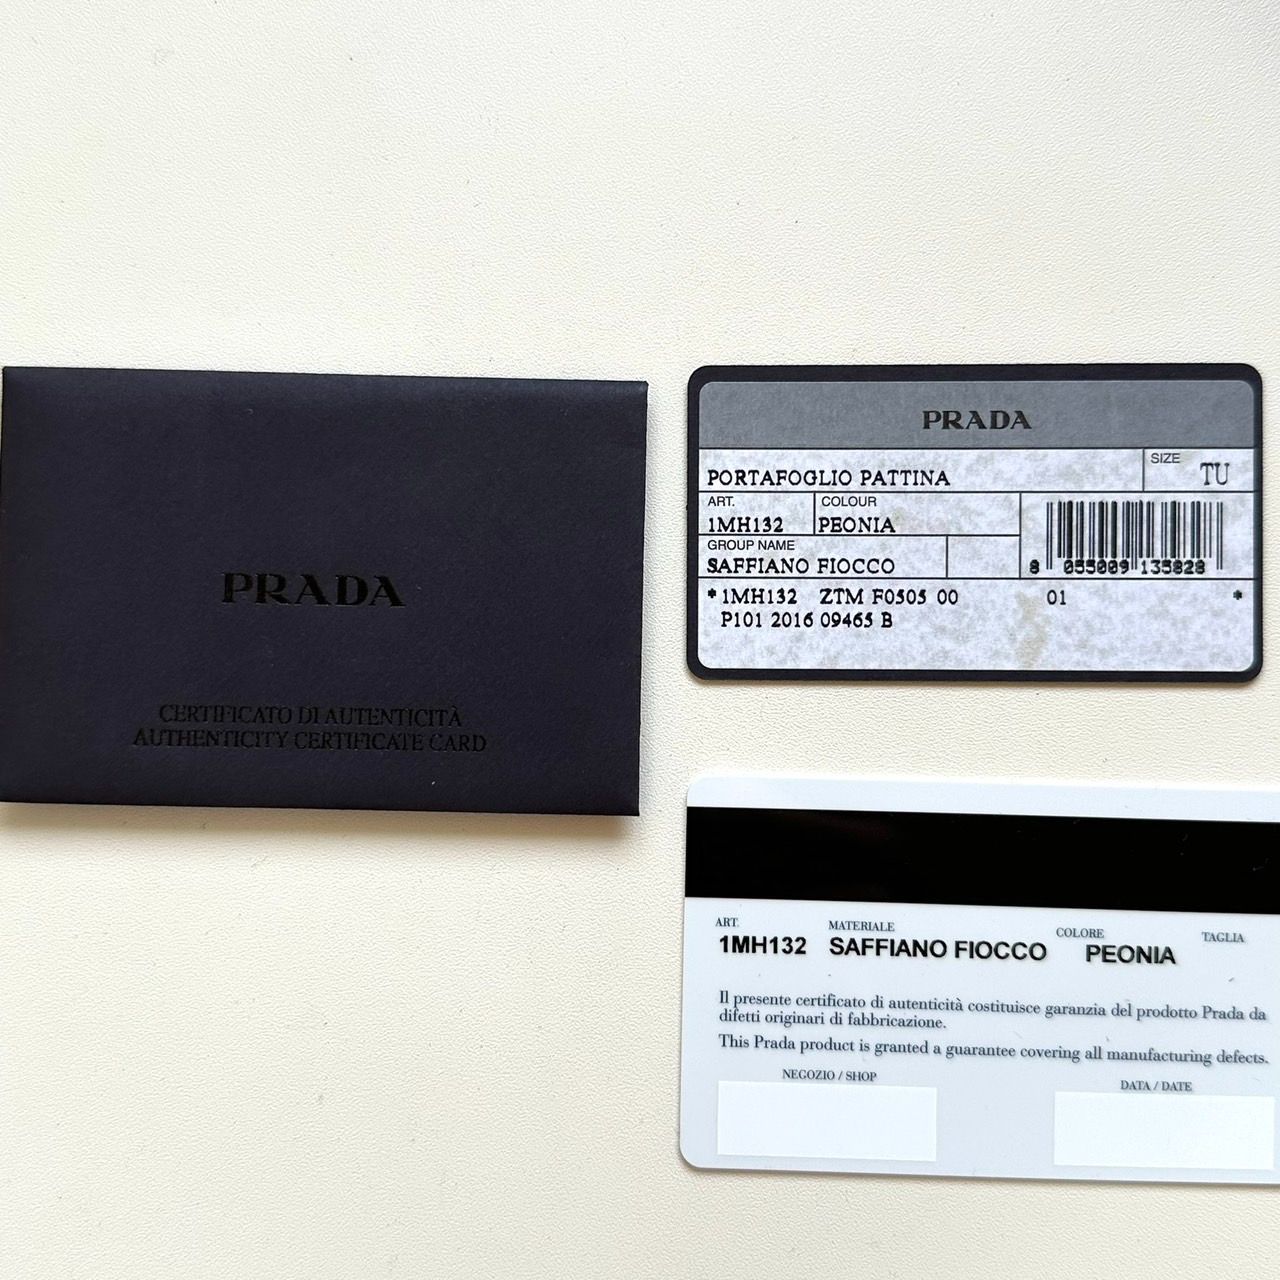 PRADA
CERTIFICATO DI AUTENTICITÀ
AUTHENTICITY CERTIFICATE CARD
PRADA
PORTAFOGLIO PATTINA
SIZE
TU
ART.
COLOUR
1MH132
PEONIA
GROUP NAME
SAFFIANO FIOCCO
8 055009 135828
*1MH132 ZTM F0505 00 01 *
P101 2016 09465 B
ART.
MATERIALE
COLORE
TAGLIA
1MH132
SAFFIANO FIOCCO
PEONIA
Il presente certificato di autenticità costituisce garanzia del prodotto Prada da
difetti originari di fabbricazione.
This Prada product is granted a guarantee covering all manufacturing defects.
NEGOZIO / SHOP
DATA / DATE